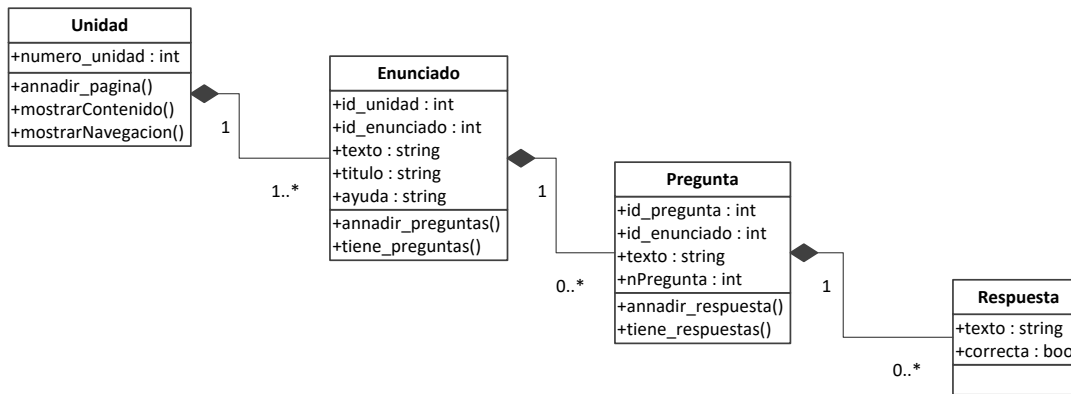 Unidad
+numero_unidad : int
+annadir_pagina()
+mostrarContenido()
+mostrarNavegacion()
1
1..*
Enunciado
+id_unidad : int
+id_enunciado : int
+texto : string
+titulo : string
+ayuda : string
+annadir_preguntas()
+tiene_preguntas()
1
0..*
Pregunta
+id_pregunta : int
+id_enunciado : int
+texto : string
+nPregunta : int
+annadir_respuesta()
+tiene_respuestas()
1
0..*
Respuesta
+texto : string
+correcta : boo